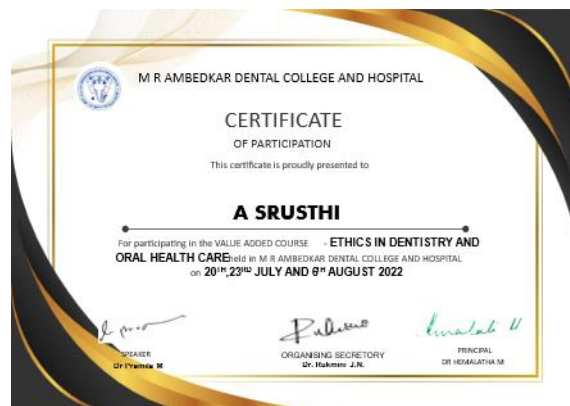 M R AMBEDKAR DENTAL COLLEGE AND HOSPITAL
CERTIFICATE
OF PARTICIPATION
This certificate is proudly presented to
A SRUSTHI
For participating in the VALUE ADDED COURSE - ETHICS IN DENTISTRY AND
ORAL HEALTH CARE held in M R AMBEDKAR DENTAL COLLEGE AND HOSPITAL
on 20TH,23RD JULY AND 6TH AUGUST 2022
SPEAKER
Dr Pramila M
ORGANISING SECRETORY
Dr. Rukmini J.N.
PRINCIPAL
DR HEMALATHA M